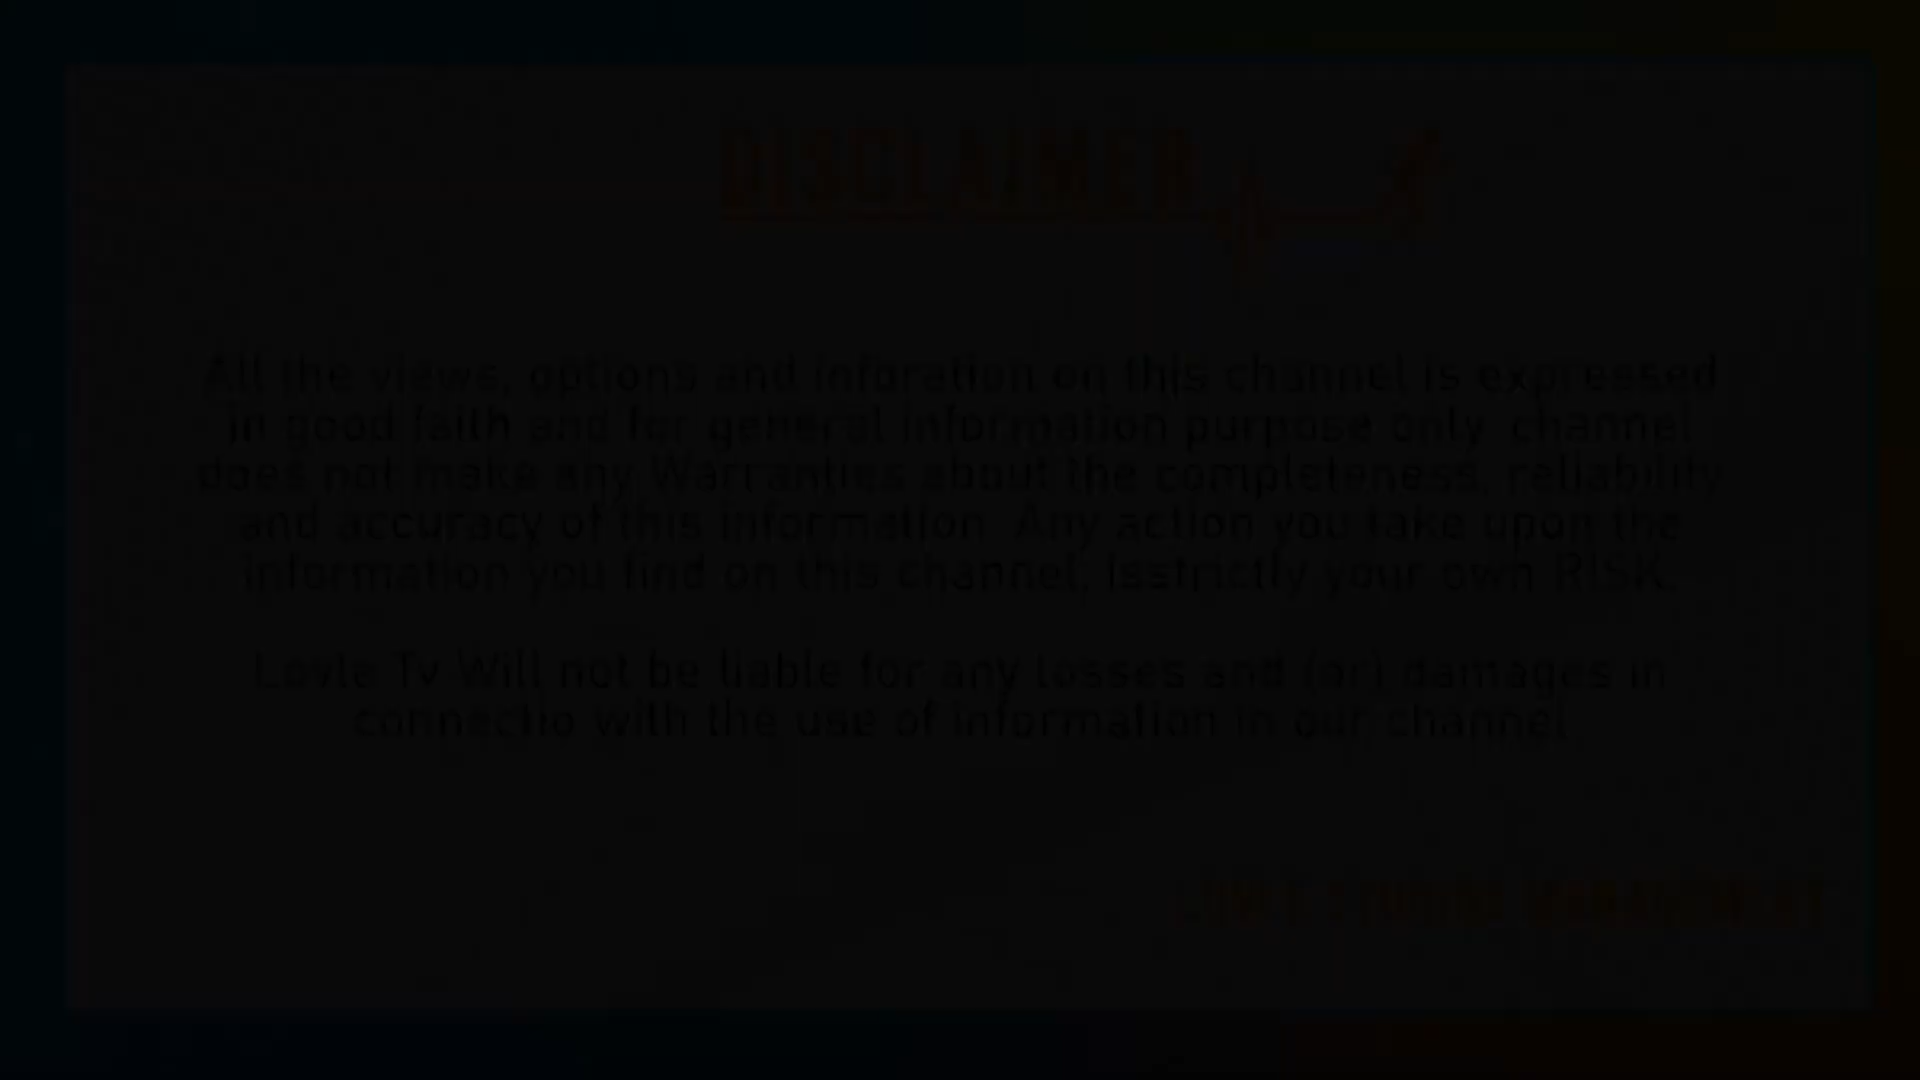 DISCLAIMER
All the views, options and inforation on this channel is expressed
in good faith and for general information purpose only. channel
does not make any Warranties about the completeness, reliability
and accuracy of this information. Any action you take upon the
information you find on this channel, isstrictly your own RISK.
Lovle Tv Will not be liable for any losses and (or) damages in
connectio with the use of information in our channel